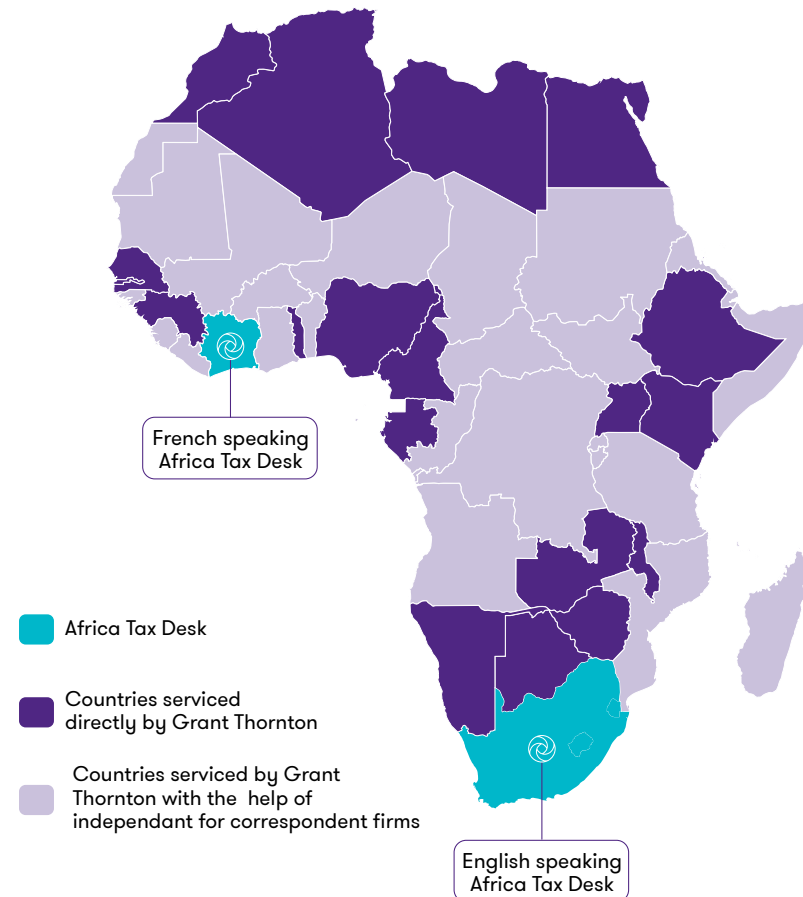 French speaking
Africa Tax Desk
Africa Tax Desk
Countries serviced
directly by Grant Thornton
Countries serviced by Grant
Thornton with the help of
independant for correspondent firms
English speaking
Africa Tax Desk